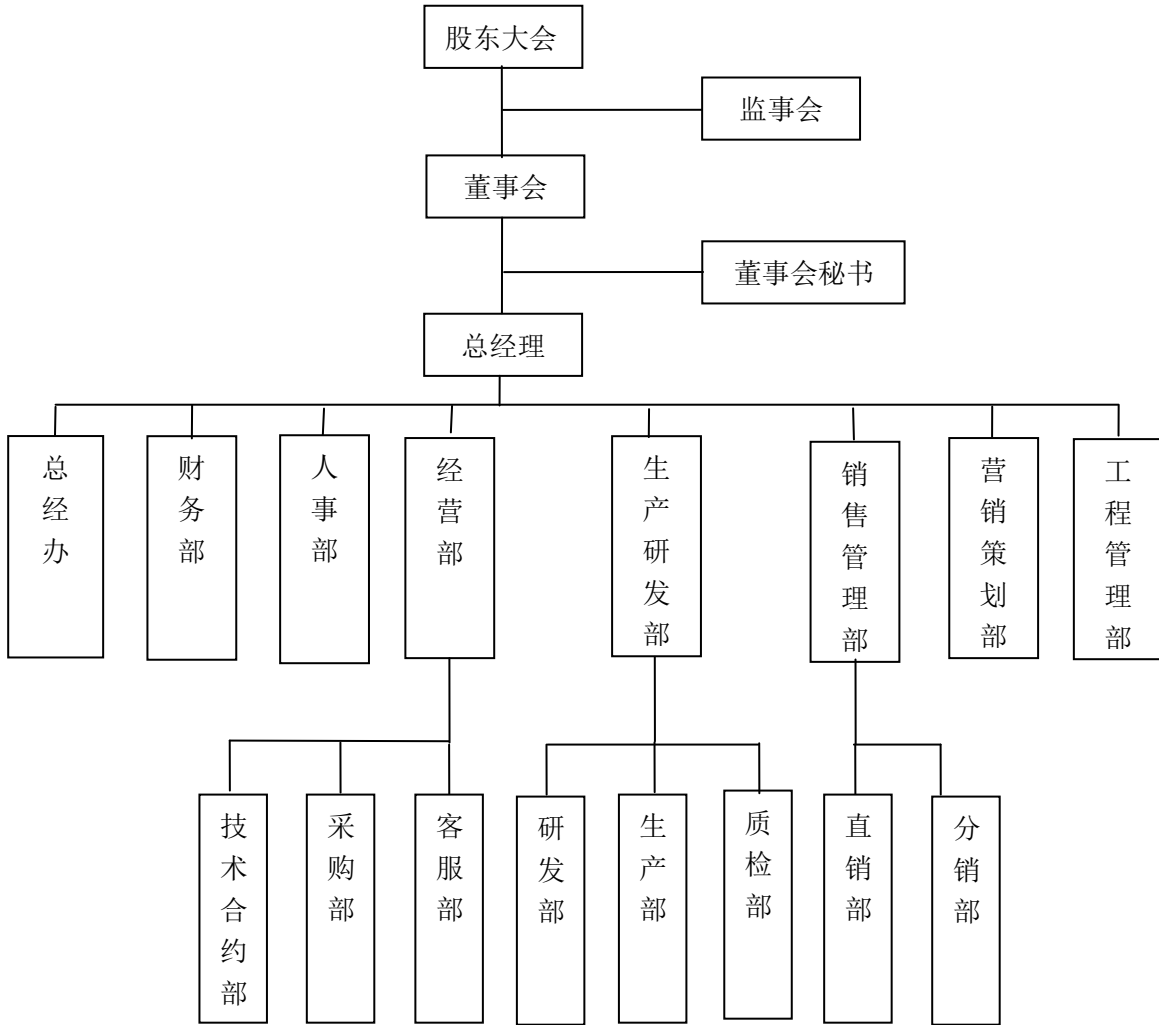 股东大会
监事会
董事会
董事会秘书
总经理
总经办
财务部
人事部
经营部
生产研发部
销售管理部
营销策划部
工程管理部
技术合约部
采购部
客服部
研发部
生产部
质检部
直销部
分销部